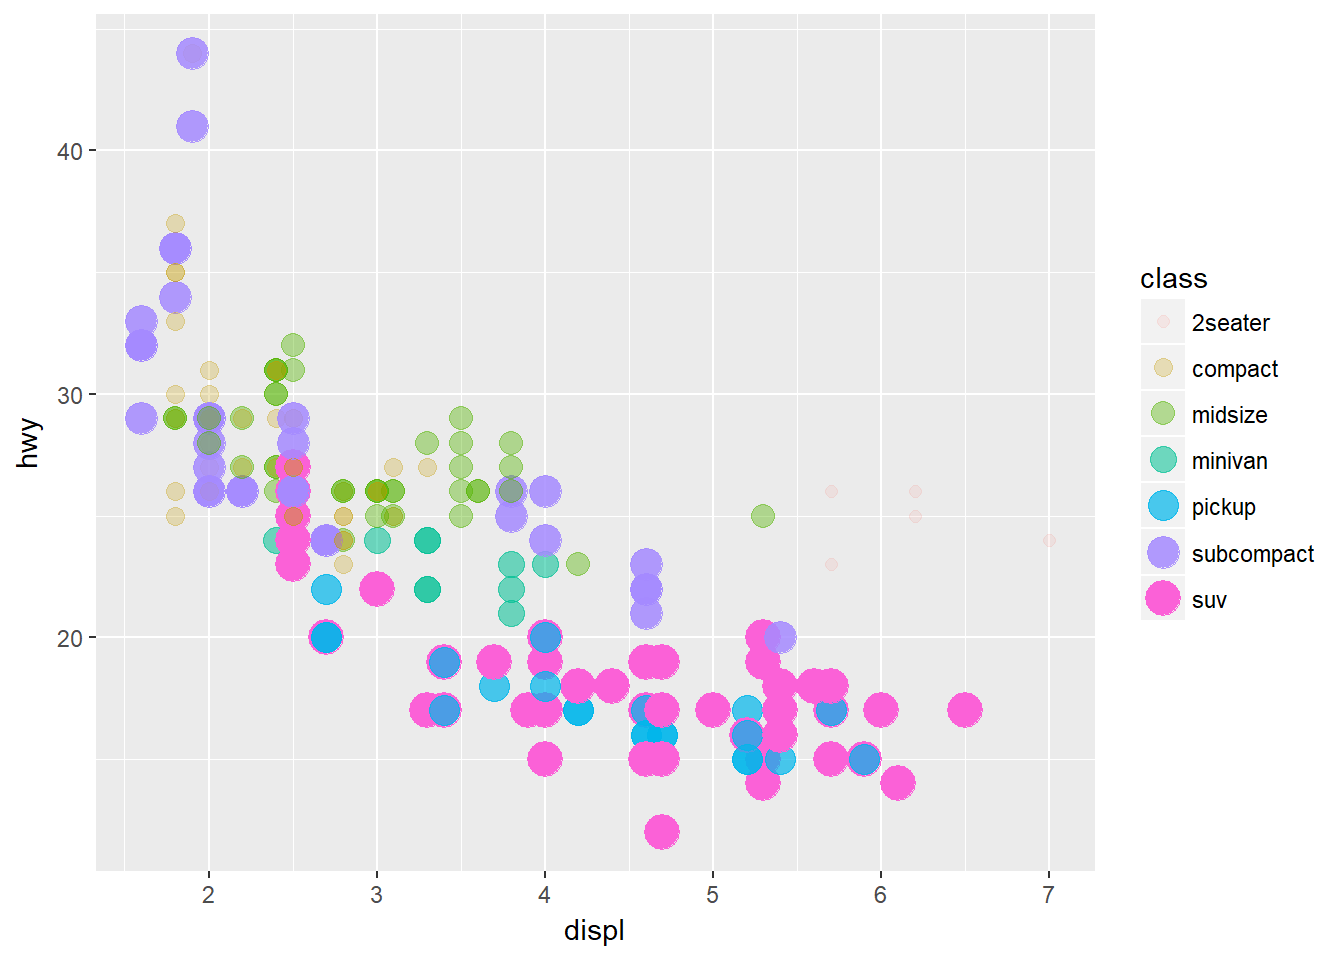 40
30
20
hwy
2 3 4 5 6 7
displ
class
2seater
compact
midsize
minivan
pickup
subcompact
suv